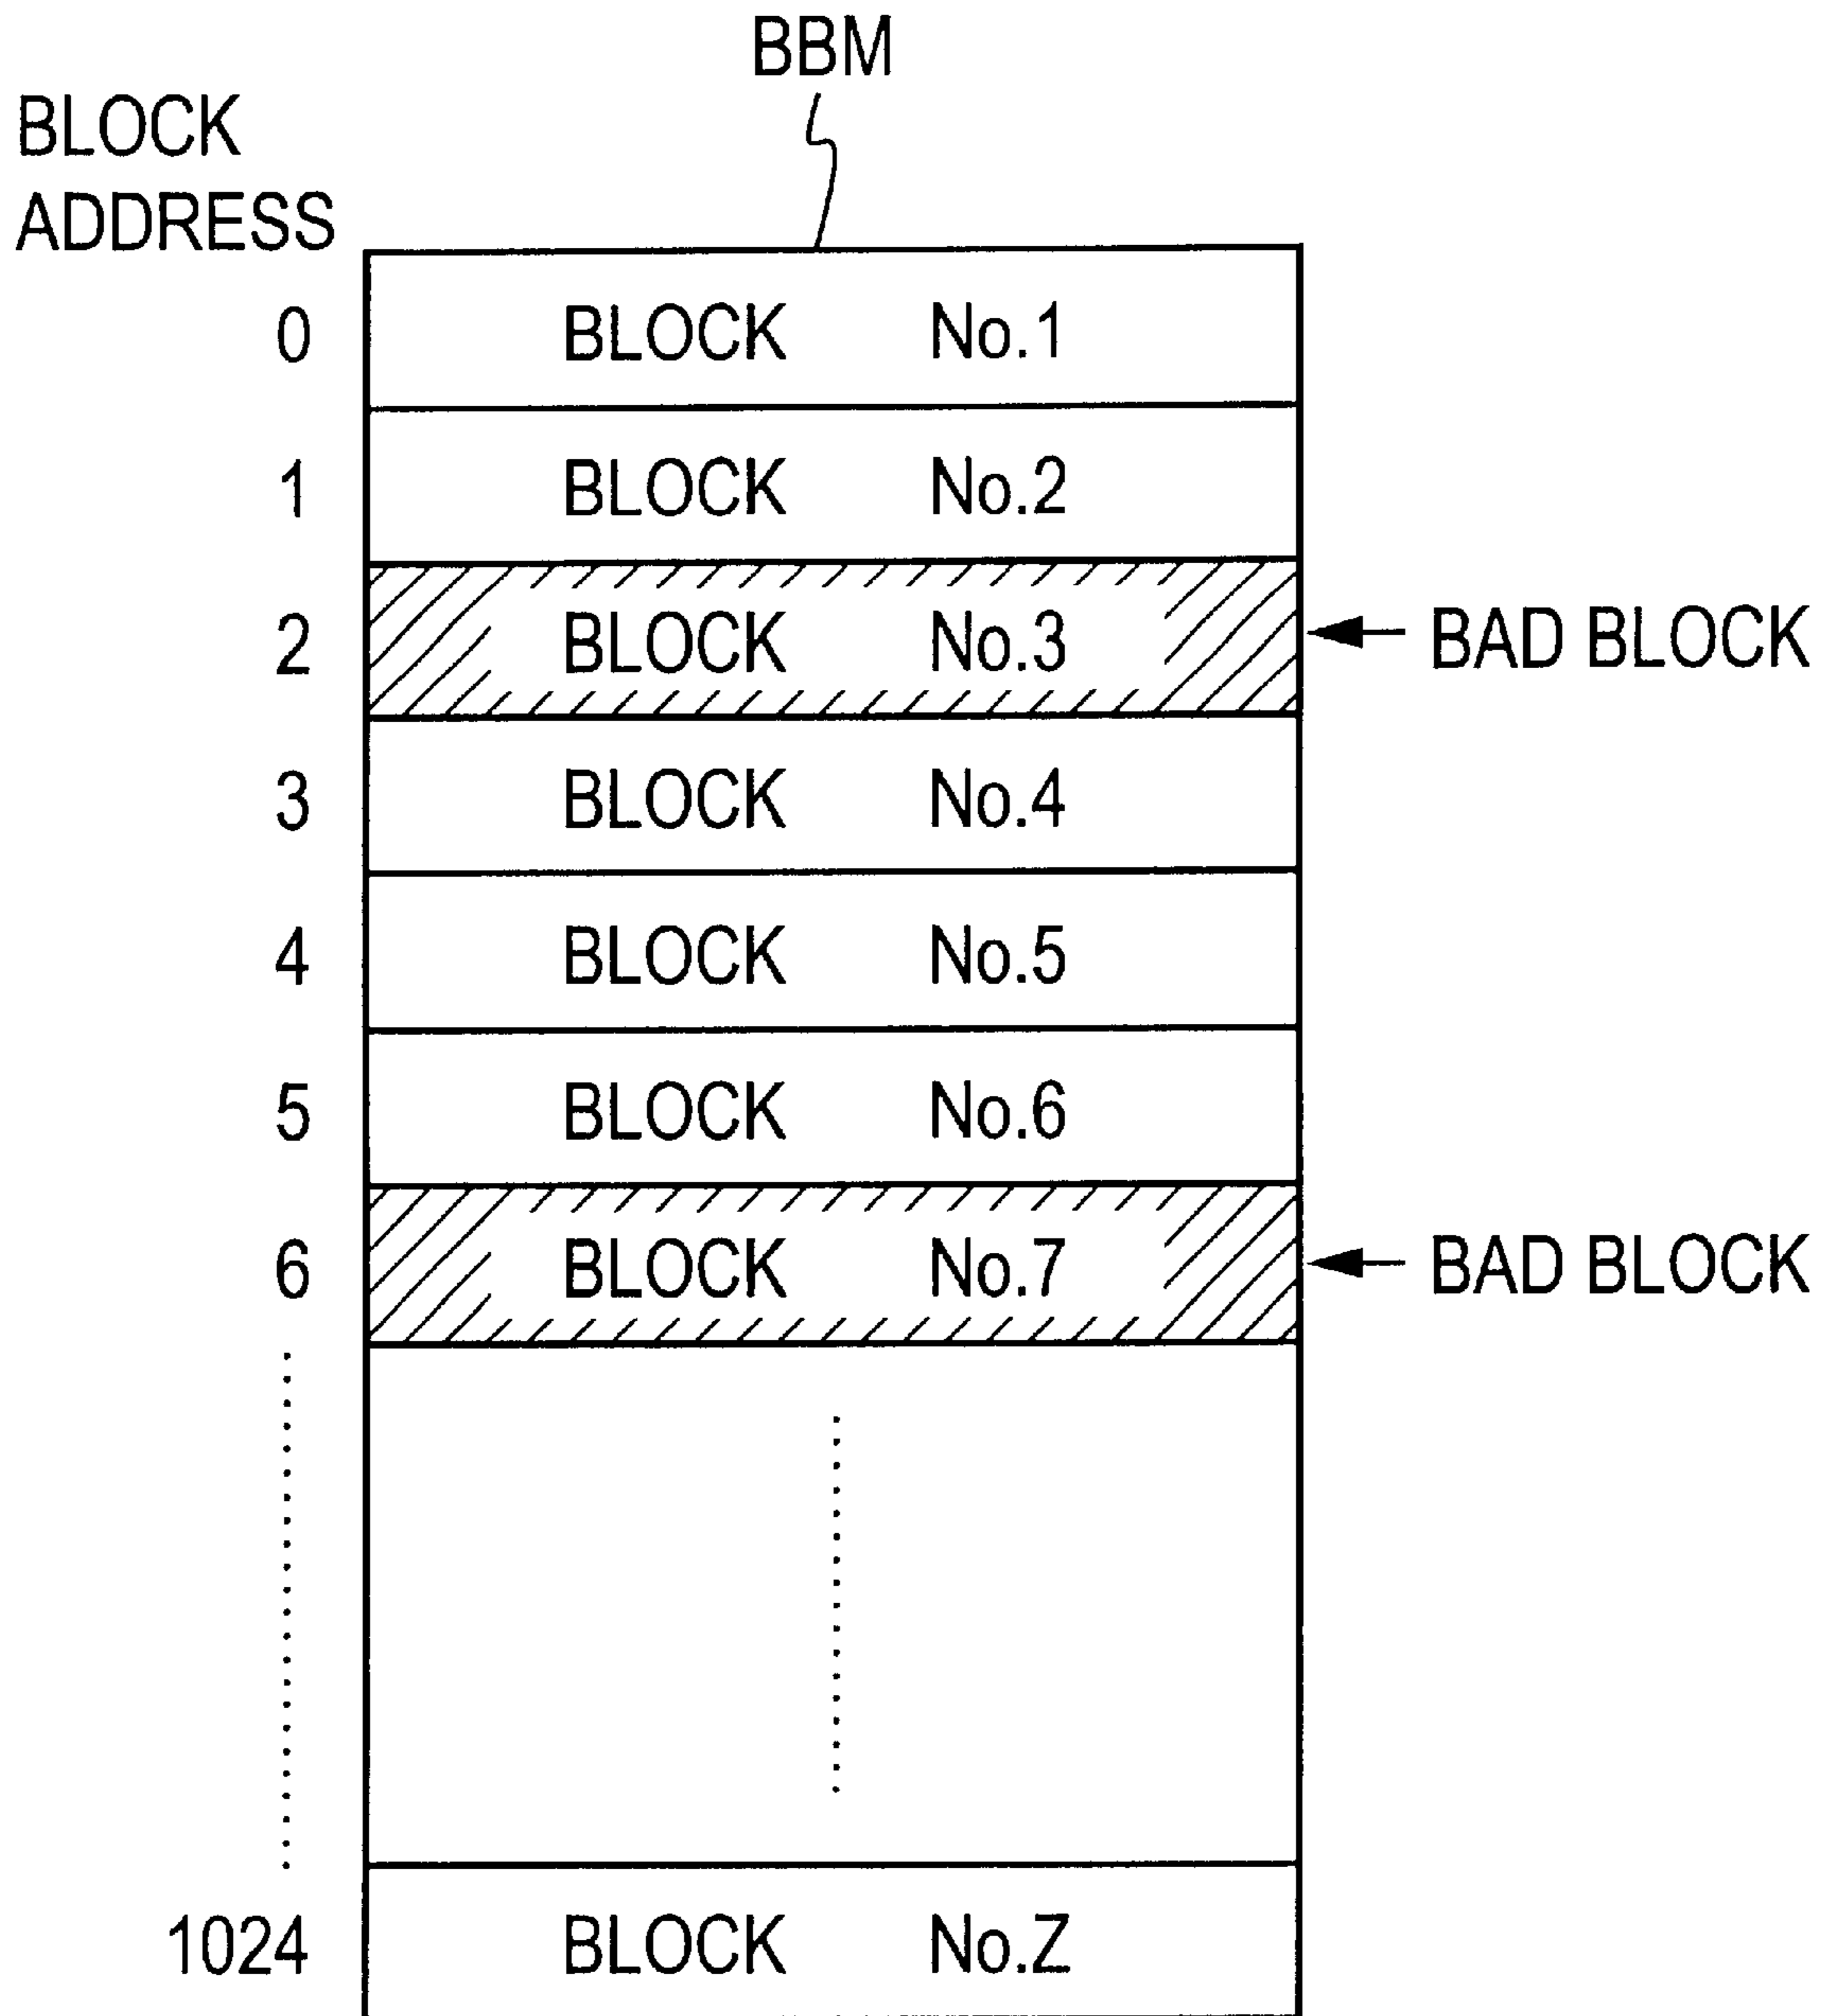 BBM
BLOCK
ADDRESS
0 BLOCK No.1
1 BLOCK No.2
2 BLOCK No.3 BAD BLOCK
3 BLOCK No.4
4 BLOCK No.5
5 BLOCK No.6
6 BLOCK No.7 BAD BLOCK
1024 BLOCK No.Z